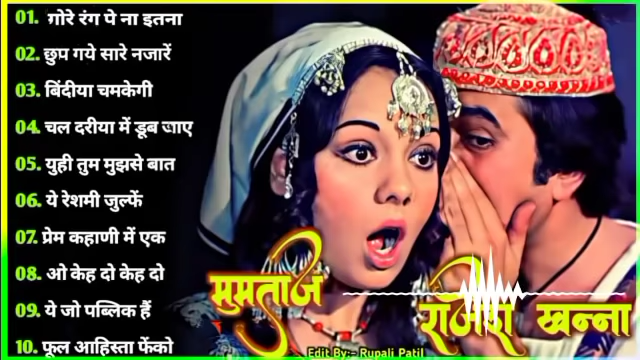 01. गोरे रंग पे ना इतना
02. छुप गये सारे नजारें
03. बिंदीया चमकेगी
04. चल दरीया में डूब जाए
05. युही तुम मुझसे बात
06. ये रेशमी जुल्फें
07. प्रेम कहाणी में एक
08. ओ केह दो केह दो
09. ये जो पब्लिक हैं
10. फूल आहिस्ता फेंको
मुमताज
राजेश खन्ना
Edit By:- Rupali Patil